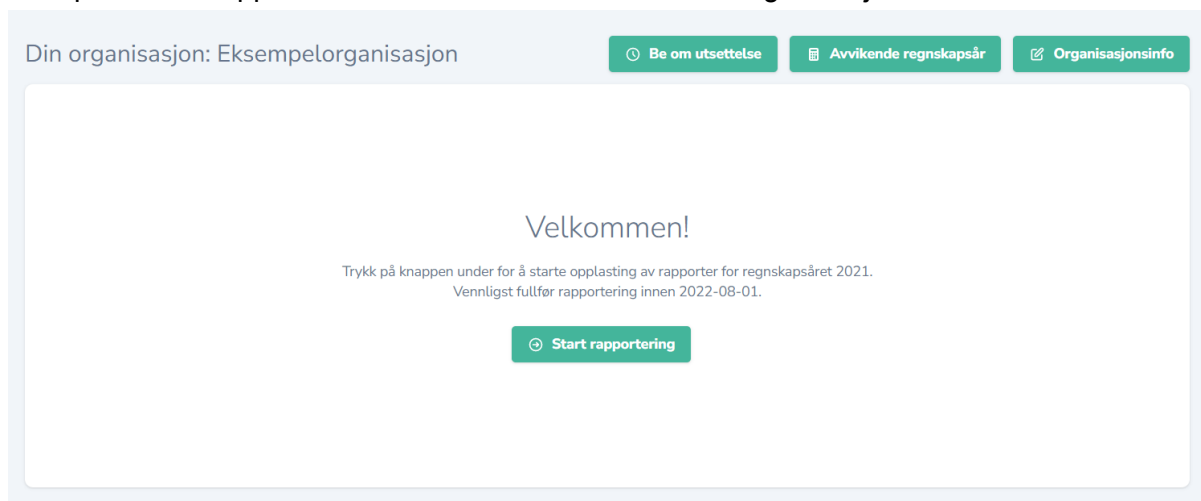 Din organisasjon: Eksempelorganisasjon
Be om utsettelse
Avvikende regnskapsår
Organisasjonsinfo
Velkommen!
Trykk på knappen under for å starte opplasting av rapporter for regnskapsåret 2021.
Vennligst fullfør rapportering innen 2022-08-01.
Start rapportering